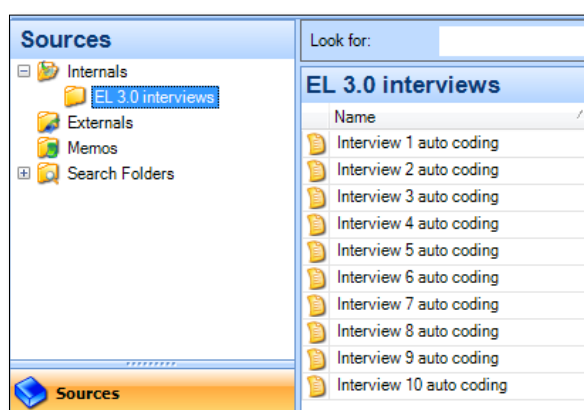 Sources
Internals
EL 3.0 interviews
Externals
Memos
Search Folders
Sources
Look for:
EL 3.0 interviews
Name
Interview 1 auto coding
Interview 2 auto coding
Interview 3 auto coding
Interview 4 auto coding
Interview 5 auto coding
Interview 6 auto coding
Interview 7 auto coding
Interview 8 auto coding
Interview 9 auto coding
Interview 10 auto coding